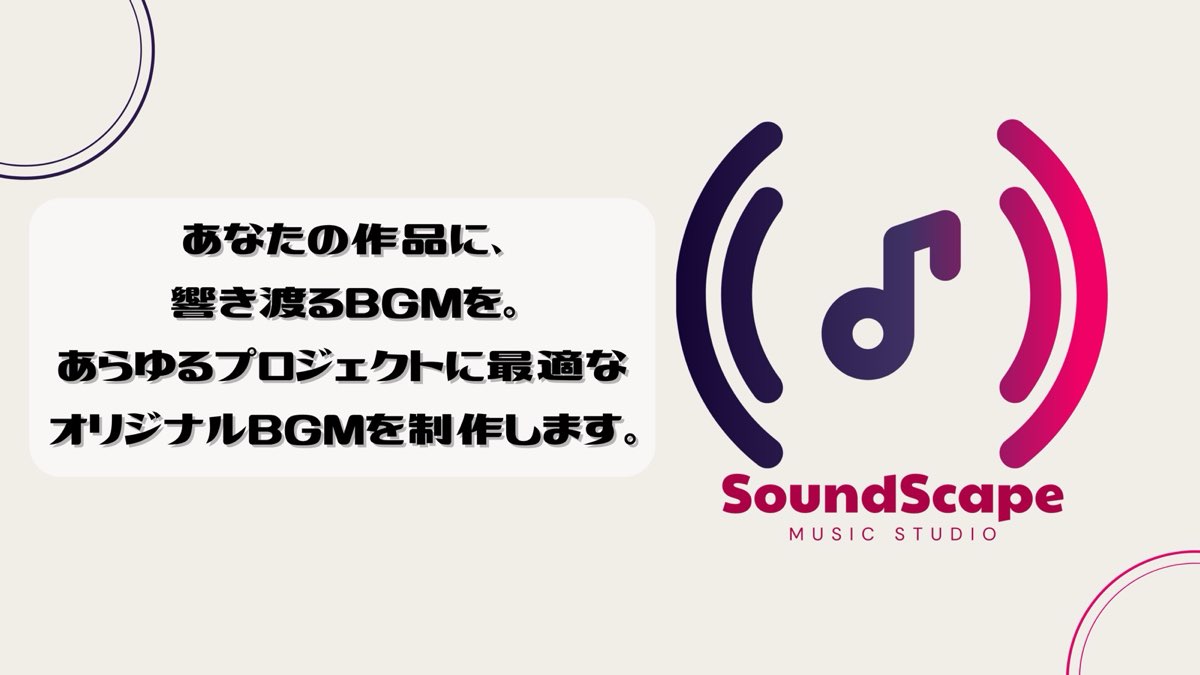 あなたの作品に、
響き渡るBGMを。
あらゆるプロジェクトに最適な
オリジナルBGMを制作します。
SoundScape
MUSIC STUDIO